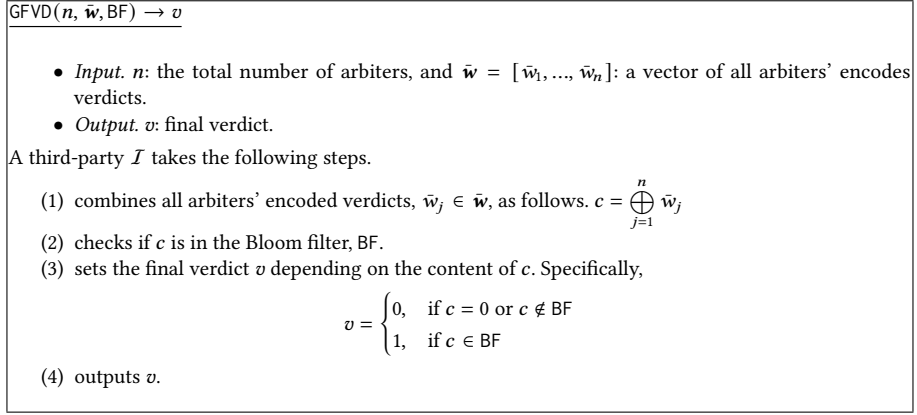 GFVD(n, w̄, BF) → v
• Input. n: the total number of arbiters, and w̄ = [w̄₁, ..., w̄ₙ]: a vector of all arbiters' encodes
verdicts.
• Output. v: final verdict.
A third-party I takes the following steps.
(1) combines all arbiters' encoded verdicts, w̄ⱼ ∈ w̄, as follows. c = ⊕ⁿⱼ₌₁ w̄ⱼ
(2) checks if c is in the Bloom filter, BF.
(3) sets the final verdict v depending on the content of c. Specifically,
v = { 0, if c = 0 or c ∉ BF
1, if c ∈ BF
(4) outputs v.